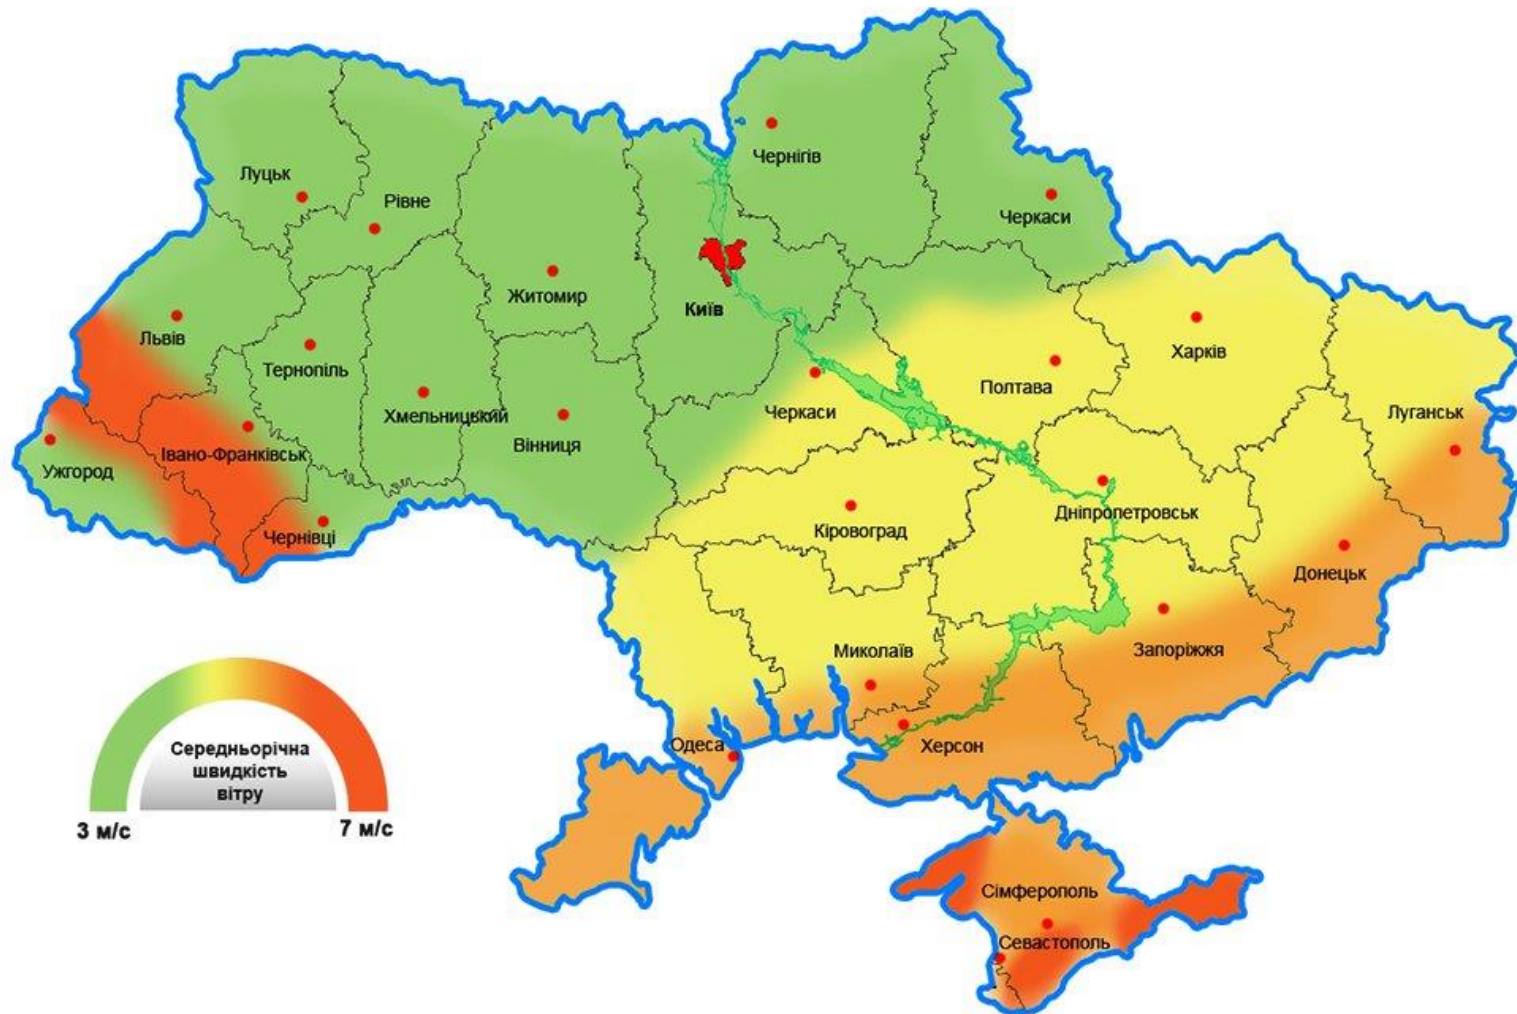 Чернігів
Луцьк
Рівне
Черкаси
Житомир
Київ
Львів
Тернопіль
Харків
Полтава
Хмельницький
Черкаси
Луганськ
Вінниця
Івано-Франківськ
Ужгород
Дніпропетровськ
Кіровоград
Чернівці
Донецьк
Миколаїв
Запоріжжя
Одеса
Херсон
Середньорічна
швидкість
вітру
3 м/с
7 м/с
Сімферополь
Севастополь